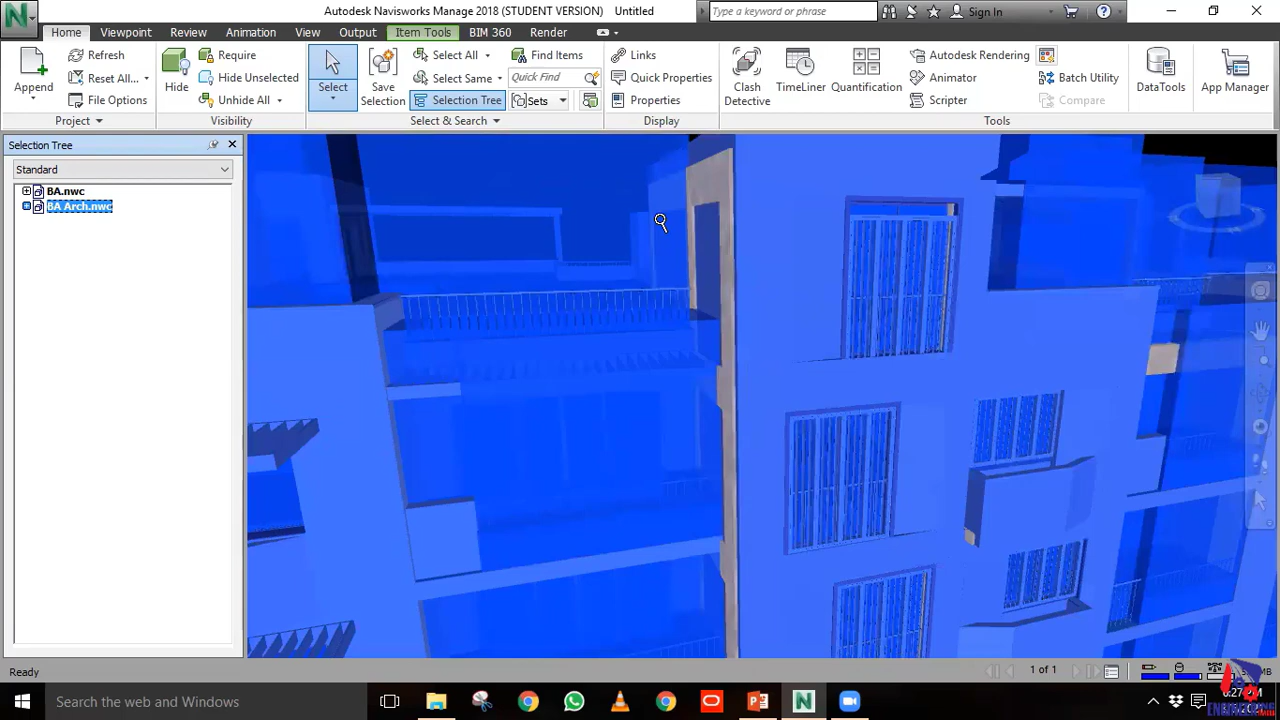 Autodesk Navisworks Manage 2018 (STUDENT VERSION) Untitled
Type a keyword or phrase
Sign In
Home Viewpoint Review Animation View Output Item Tools BIM 360 Render
Append
Refresh
Reset All...
File Options
Project
Hide
Require
Hide Unselected
Unhide All
Visibility
Select
Save Selection
Select All
Select Same
Selection Tree
Find Items
Quick Find
Sets
Select & Search
Links
Quick Properties
Properties
Display
Clash Detective
TimeLiner
Quantification
Autodesk Rendering
Animator
Scripter
Batch Utility
Compare
Tools
DataTools
App Manager
Selection Tree
Standard
BA.nwc
BA Arch.nwc
Ready
1 of 1
Search the web and Windows
ENGINEERING